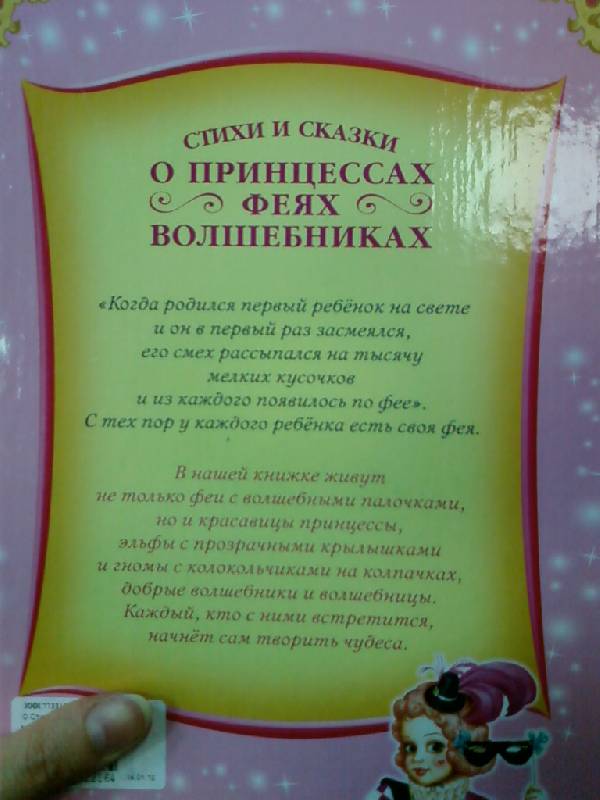 СТИХИ И СКАЗКИ
О ПРИНЦЕССАХ
ФЕЯХ
ВОЛШЕБНИКАХ
«Когда родился первый ребёнок на свете
и он в первый раз засмеялся,
его смех рассыпался на тысячу
мелких кусочков
и из каждого появилось по фее».
С тех пор у каждого ребёнка есть своя фея.
В нашей книжке живут
не только феи с волшебными палочками,
но и красавицы принцессы,
эльфы с прозрачными крылышками
и гномы с колокольчиками на колпачках,
добрые волшебники и волшебницы.
Каждый, кто с ними встретится,
начнёт сам творить чудеса.